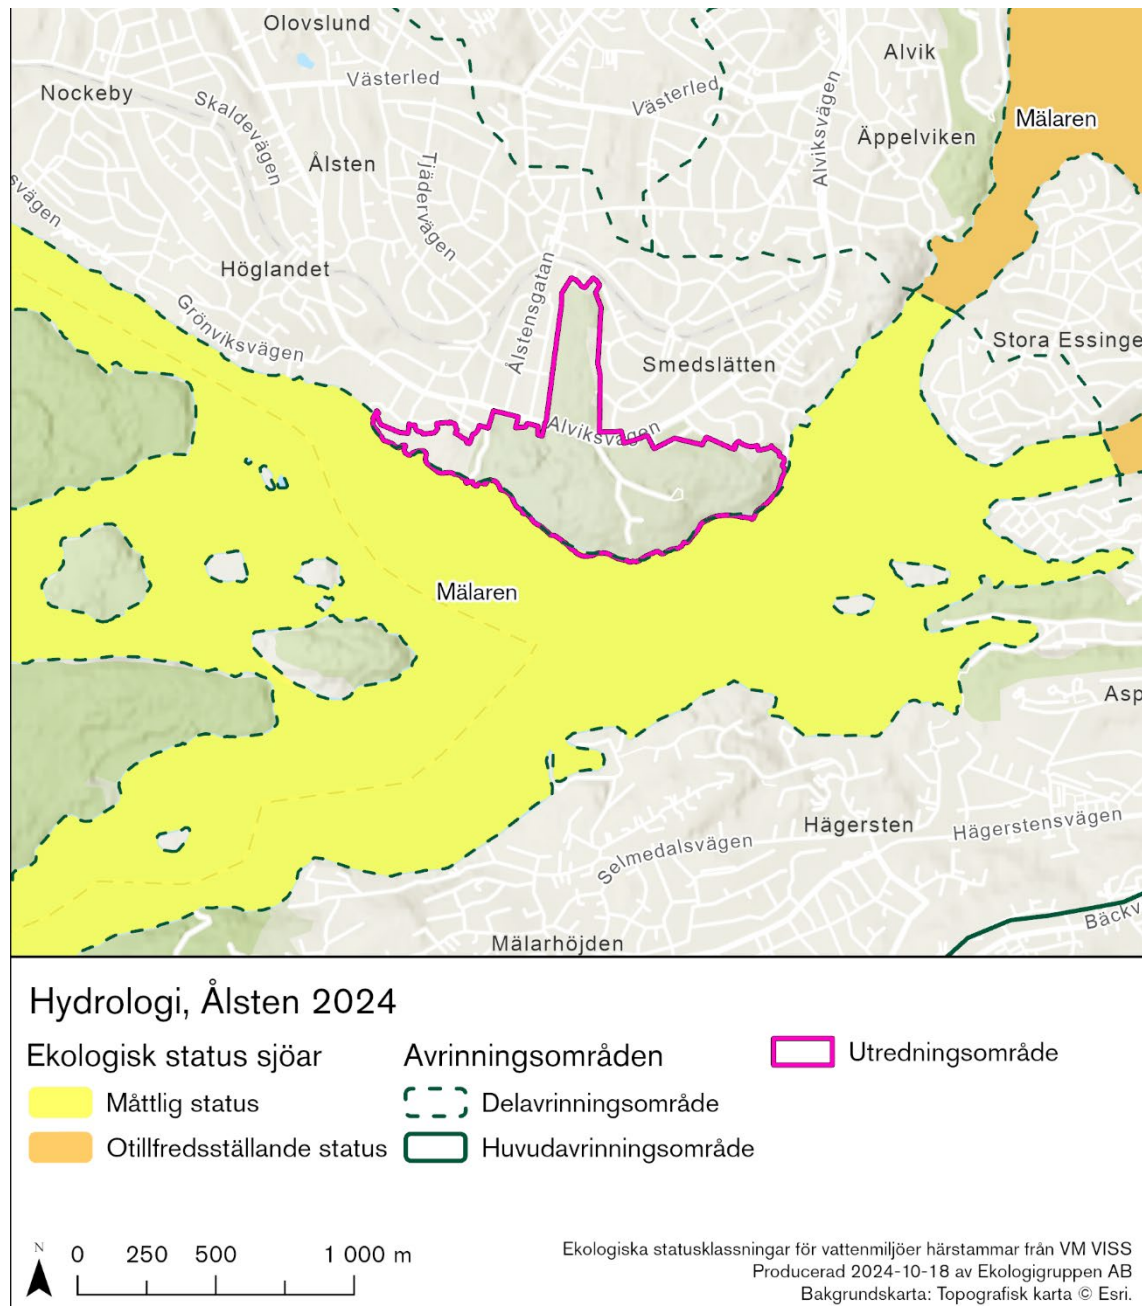 Olovslund
Alvik
Västerled
Västerled
Nockeby
Skaldevägen
Mälaren
Alviksvägen
Äppelviken
Ålsten
Tjädervägen
svägen
Höglandet
Ålstensgatan
Grönviksvägen
Stora Essinge
Smedslätten
Alviksvägen
Mälaren
Asp
Hägersten
Hägerstensvägen
Selmedalsvägen
Bäckv
Mälarhöjden
Hydrologi, Ålsten 2024
Ekologisk status sjöar
Måttlig status
Otillfredsställande status
Avrinningsområden
Delavrinningsområde
Huvudavrinningsområde
Utredningsområde
N
0 250 500 1 000 m
Ekologiska statusklassningar för vattenmiljöer härstammar från VM VISS
Producerad 2024-10-18 av Ekologigruppen AB
Bakgrundskarta: Topografisk karta © Esri.